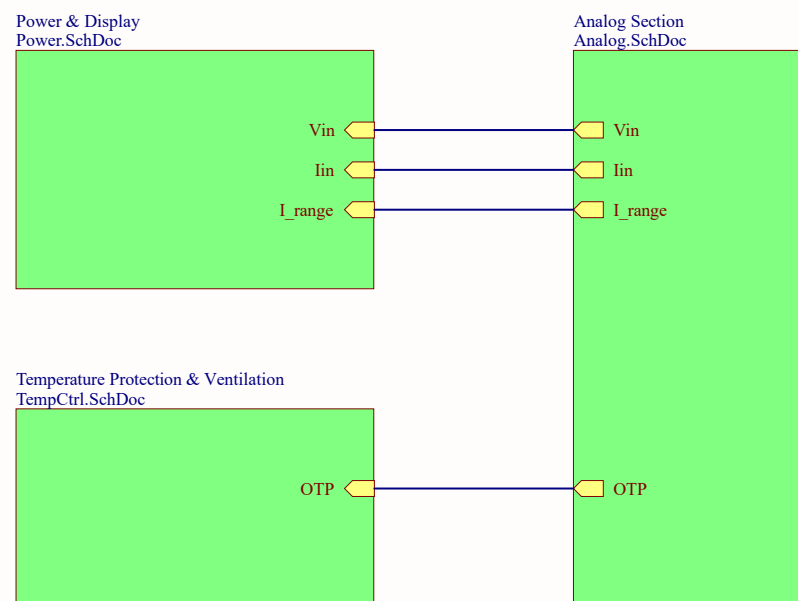 Power & Display
Power.SchDoc
Vin
Iin
I_range
Analog Section
Analog.SchDoc
Vin
Iin
I_range
Temperature Protection & Ventilation
TempCtrl.SchDoc
OTP
OTP